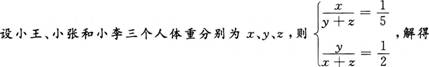 设小王、小张和小李三个人体重分别为 x、y、z，则 { x/(y+z) = 1/5
y/(x+z) = 1/2 , 解得